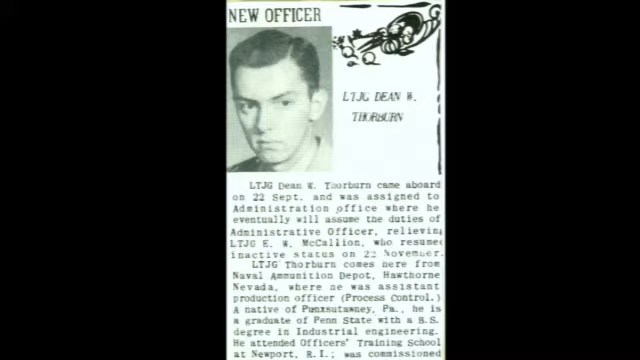 NEW OFFICER
LTJG DEAN W.
THORBURN
LTJG Dean W. Thorburn came aboard
on 22 Sept. and was assigned to
Administration office where he
eventually will assume the duties of
Administrative Officer, relieving
LTJG E. W. McCallion, who resumed
inactive status on 22 November.
LTJG Thorburn comes here from
Naval Ammunition Depot, Hawthorne
Nevada, where he was assistant
production officer (Process Control.)
A native of Punxsutawney, Pa., he is
a graduate of Penn State with a B.S.
degree in Industrial engineering.
He attended Officers' Training School
at Newport, R.I.; was commissioned